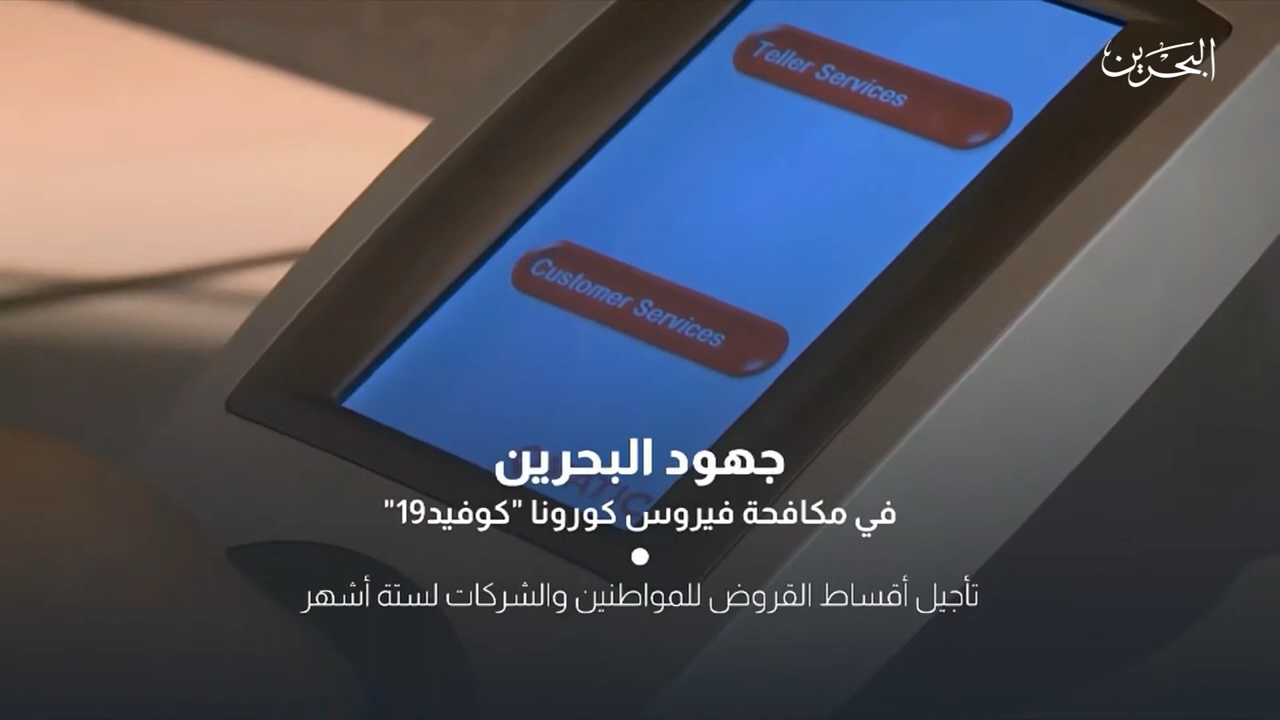 البحرين
Teller Services
Customer Services
جهود البحرين
في مكافحة فيروس كورونا "كوفيد19"
تأجيل أقساط القروض للمواطنين والشركات لستة أشهر